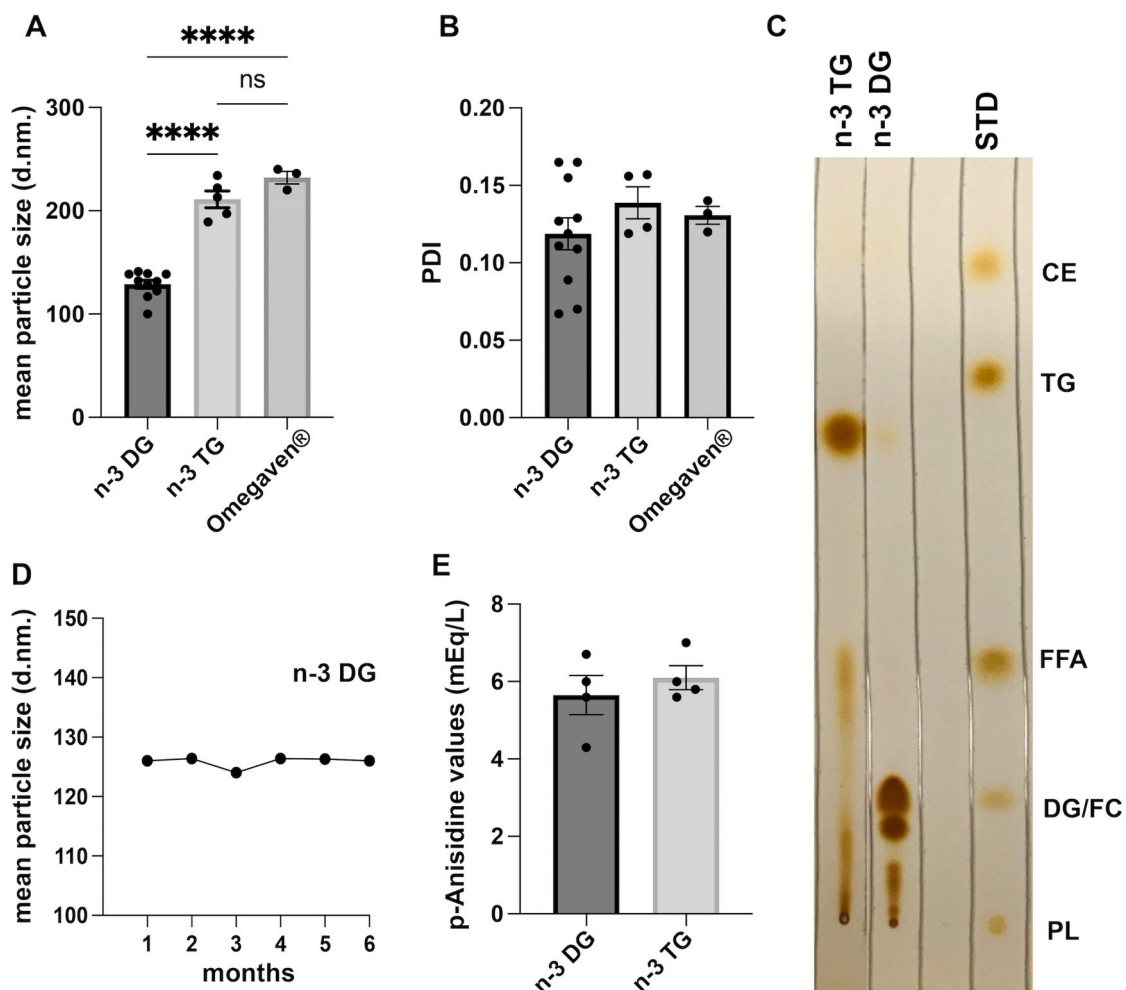 A
****
ns
****
mean particle size (d.nm.)
300
200
100
0
n-3 DG
n-3 TG
Omegaven®
B
PDI
0.20
0.15
0.10
0.05
0.00
n-3 DG
n-3 TG
Omegaven®
C
n-3 TG
n-3 DG
STD
CE
TG
FFA
DG/FC
PL
D
mean particle size (d.nm.)
150
140
130
120
110
100
n-3 DG
1 2 3 4 5 6
months
E
p-Anisidine values (mEq/L)
8
6
4
2
0
n-3 DG
n-3 TG